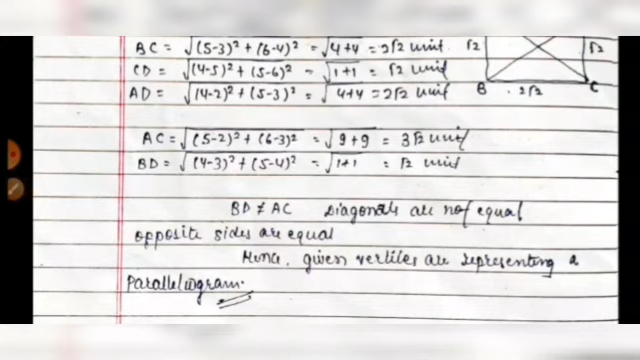 AC = √(5-3)² + (6-4)² = √4+4 = 2√2 unit. √2 √2
CD = √(4-5)² + (5-6)² = √1+1 = √2 unit
AD = √(4-2)² + (5-3)² = √4+4 = 2√2 unit B 2√2 C
AC = √(5-2)² + (6-3)² = √9+9 = 3√2 unit
BD = √(4-3)² + (5-4)² = √1+1 = √2 unit
BD ≠ AC Diagonals are not equal
opposite sides are equal
Hence, given vertices are representing a
parallelogram.